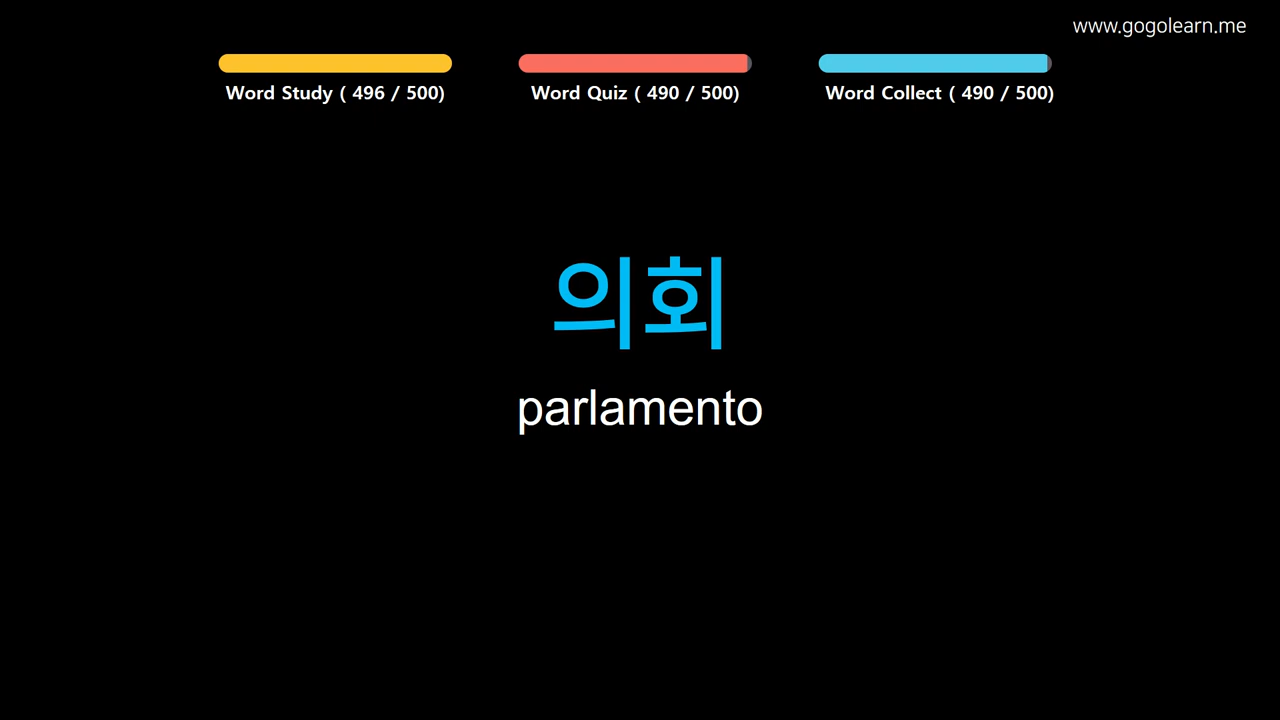 www.gogolearn.me
Word Study ( 496 / 500)
Word Quiz ( 490 / 500)
Word Collect ( 490 / 500)
의회
parlamento